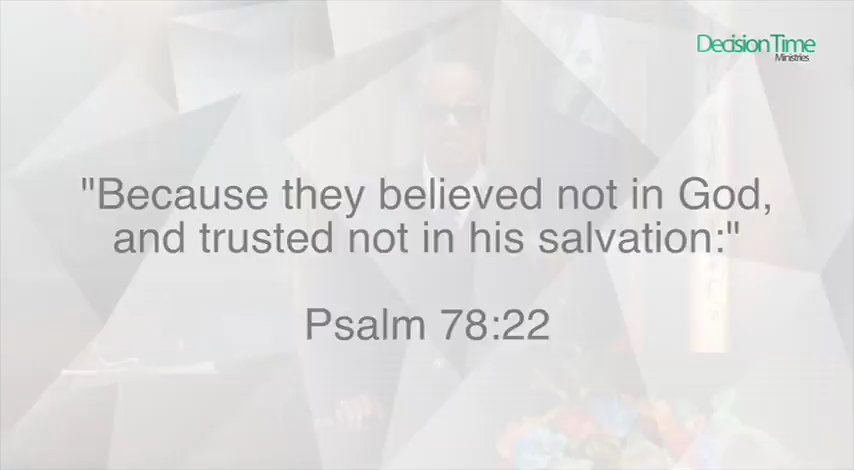 DecisionTime
Ministries
"Because they believed not in God,
and trusted not in his salvation:"
Psalm 78:22